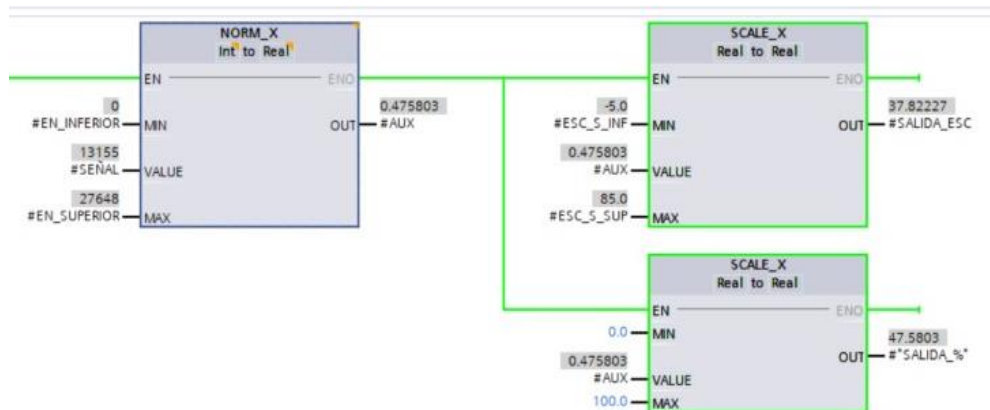 NORM_X
Int to Real
EN
ENO
0
#EN_INFERIOR
MIN
0.475803
OUT
#AUX
13155
#SEÑAL
VALUE
27648
#EN_SUPERIOR
MAX
SCALE_X
Real to Real
EN
ENO
-5.0
#ESC_S_INF
MIN
37.82227
OUT
#SALIDA_ESC
0.475803
#AUX
VALUE
85.0
#ESC_S_SUP
MAX
SCALE_X
Real to Real
EN
ENO
0.0
MIN
47.5803
OUT
#"SALIDA_%"
0.475803
#AUX
VALUE
100.0
MAX